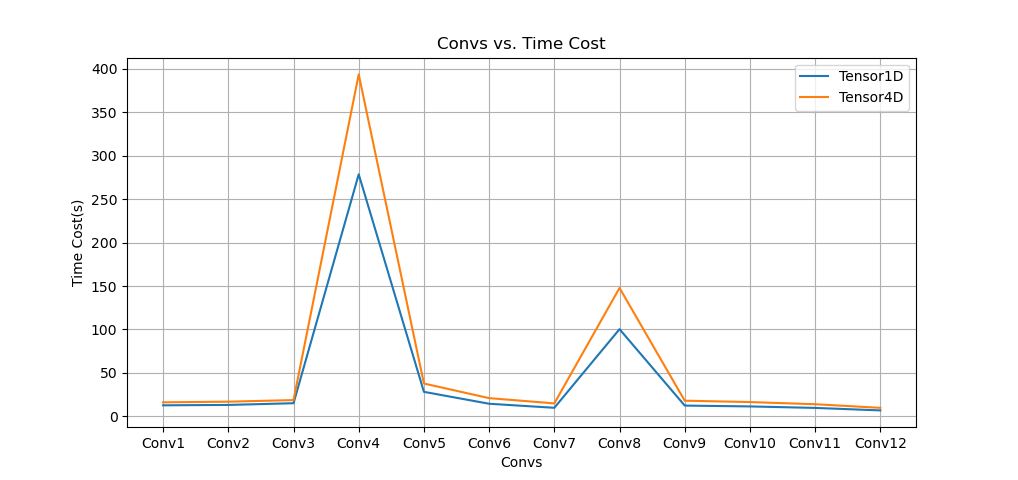 Convs vs. Time Cost
Tensor1D
Tensor4D
400
350
300
250
200
150
100
50
0
Time Cost(s)
Conv1 Conv2 Conv3 Conv4 Conv5 Conv6 Conv7 Conv8 Conv9 Conv10 Conv11 Conv12
Convs